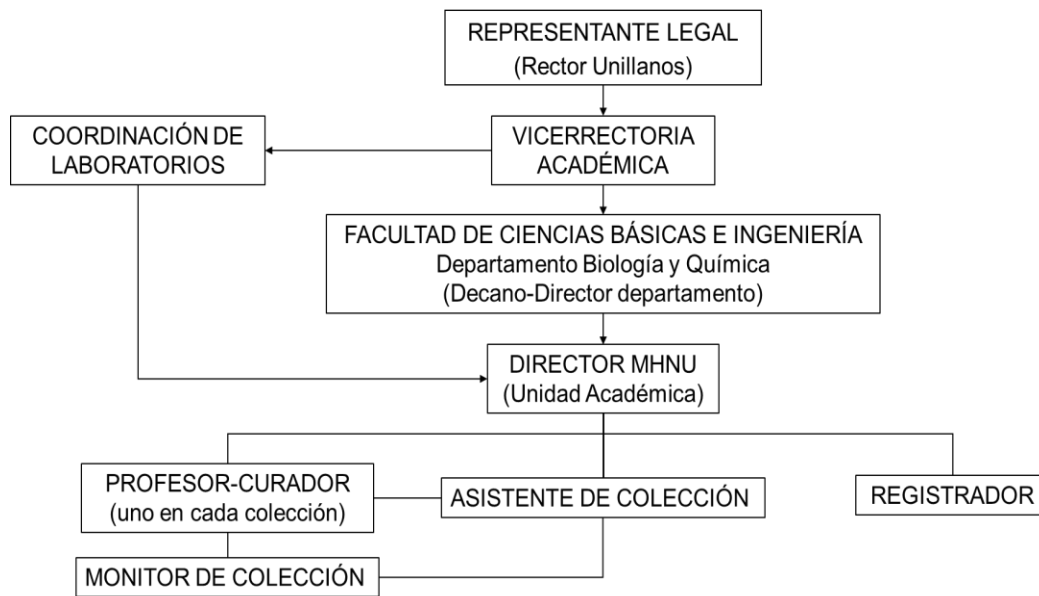 REPRESENTANTE LEGAL
(Rector Unillanos)
COORDINACIÓN DE
LABORATORIOS
VICERRECTORIA
ACADÉMICA
FACULTAD DE CIENCIAS BÁSICAS E INGENIERÍA
Departamento Biología y Química
(Decano-Director departamento)
DIRECTOR MHNU
(Unidad Académica)
PROFESOR-CURADOR
(uno en cada colección)
ASISTENTE DE COLECCIÓN
REGISTRADOR
MONITOR DE COLECCIÓN